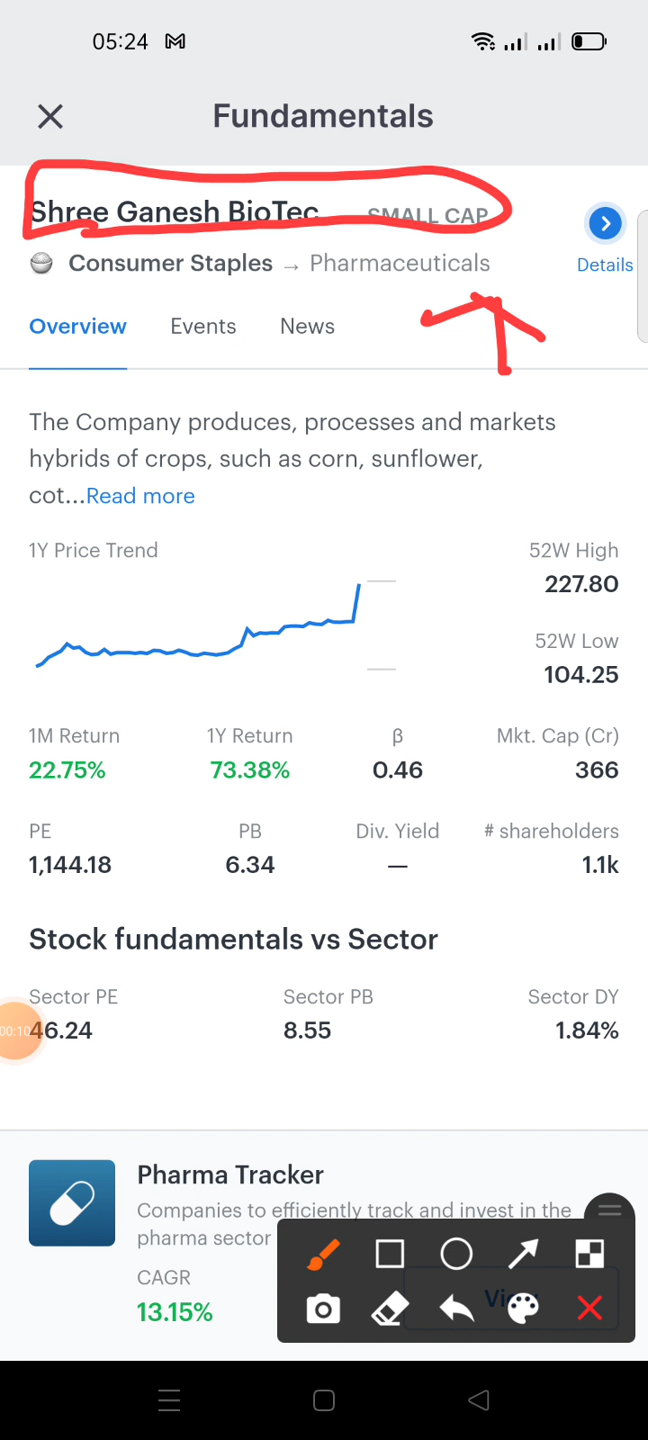 05:24
Fundamentals
Shree Ganesh BioTec SMALL CAP
Consumer Staples → Pharmaceuticals
Details
Overview Events News
The Company produces, processes and markets
hybrids of crops, such as corn, sunflower,
cot...Read more
1Y Price Trend
52W High
227.80
52W Low
104.25
1M Return 1Y Return β Mkt. Cap (Cr)
22.75% 73.38% 0.46 366
PE PB Div. Yield # shareholders
1,144.18 6.34 — 1.1k
Stock fundamentals vs Sector
Sector PE Sector PB Sector DY
46.24 8.55 1.84%
00:10
Pharma Tracker
Companies to efficiently track and invest in the
pharma sector
CAGR
13.15%